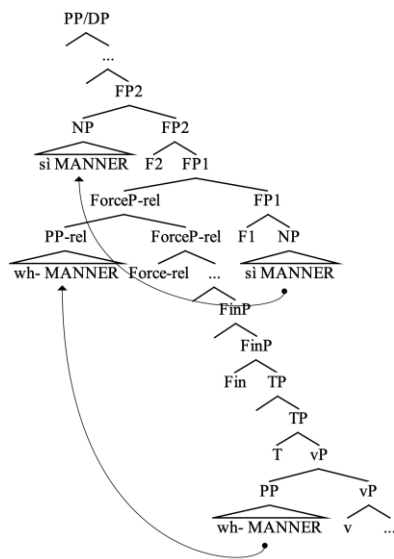 PP/DP
...
FP2
NP FP2
sì MANNER F2 FP1
ForceP-rel FP1
PP-rel ForceP-rel F1 NP
wh- MANNER Force-rel ... sì MANNER
FinP
FinP
Fin TP
TP
T vP
PP vP
wh- MANNER v ...